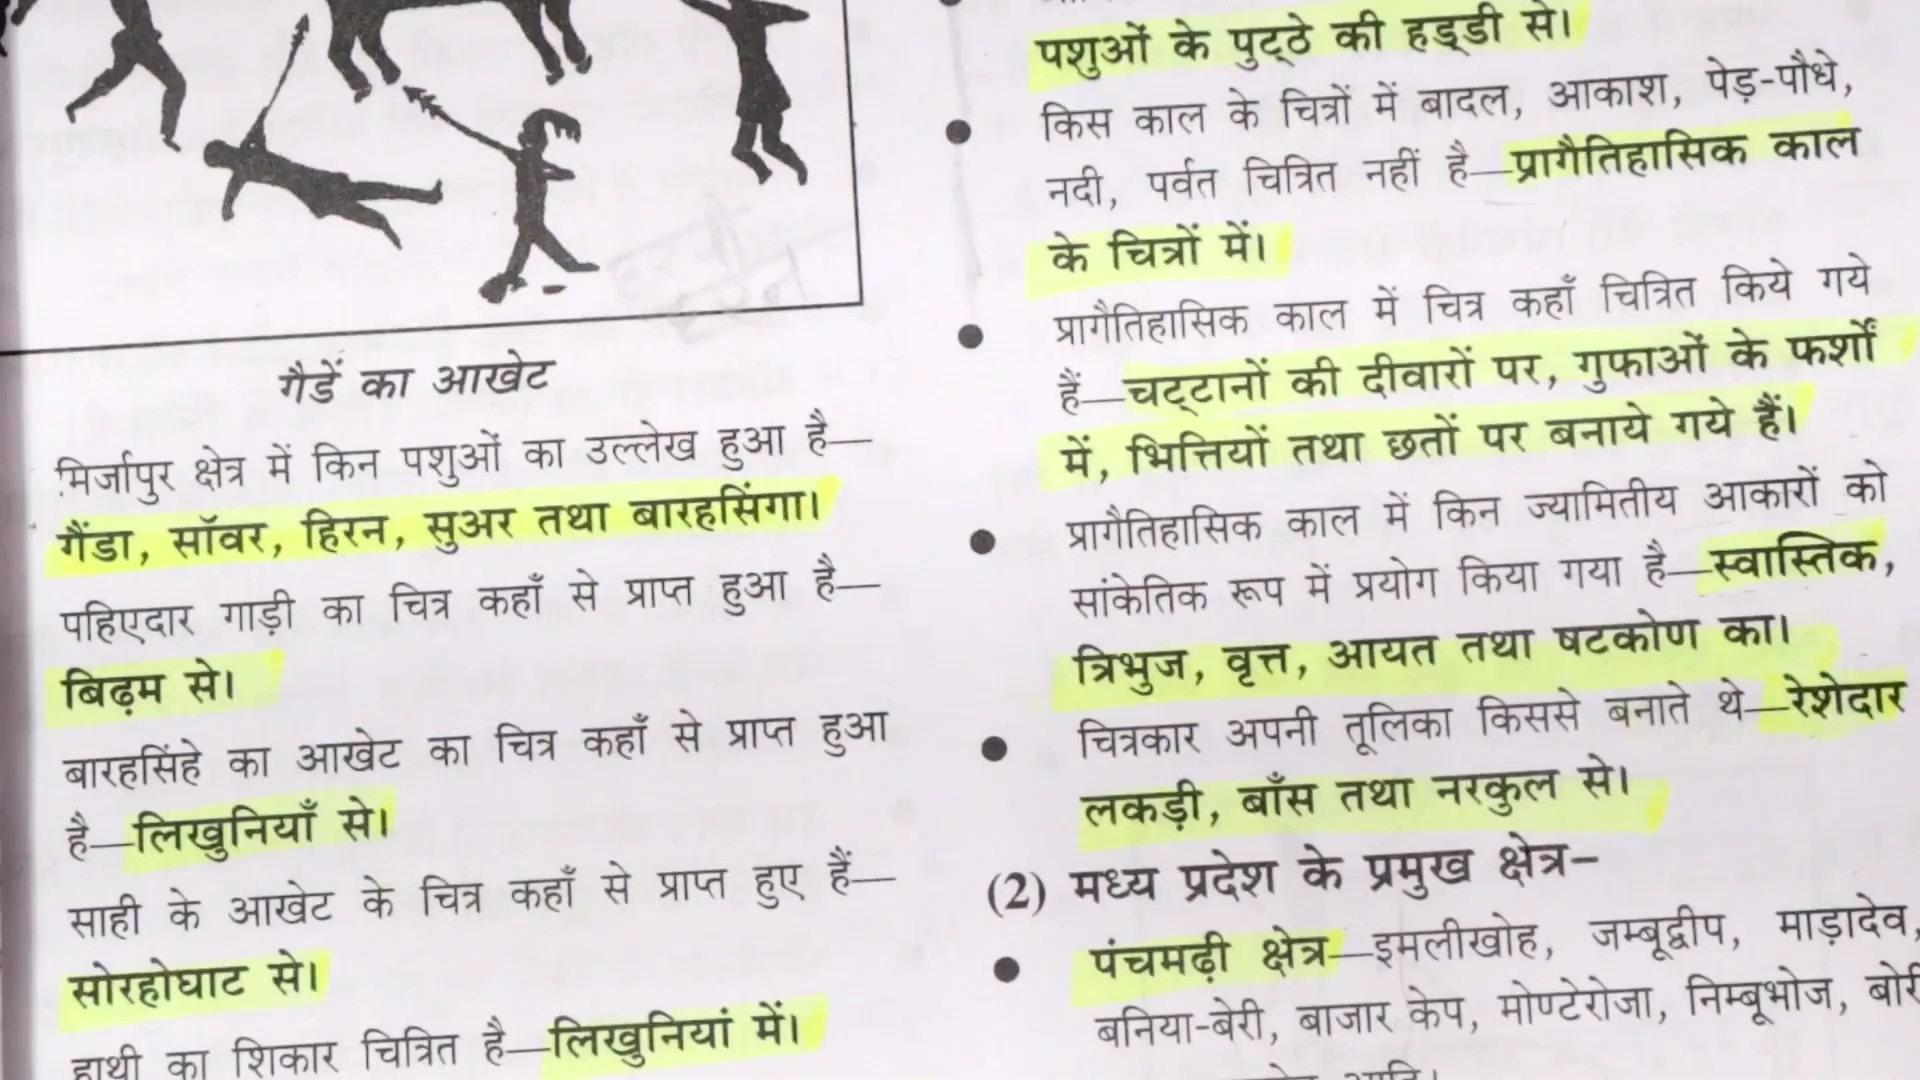 गैडें का आखेट
मिर्जापुर क्षेत्र में किन पशुओं का उल्लेख हुआ है—
गैंडा, सॉवर, हिरन, सुअर तथा बारहसिंगा।
पहिएदार गाड़ी का चित्र कहाँ से प्राप्त हुआ है—
बिढ़म से।
बारहसिंहे का आखेट का चित्र कहाँ से प्राप्त हुआ
है—लिखुनियाँ से।
साही के आखेट के चित्र कहाँ से प्राप्त हुए हैं—
सोरहोघाट से।
हाथी का शिकार चित्रित है—लिखुनियां में।
पशुओं के पुट्ठे की हड्डी से।
● किस काल के चित्रों में बादल, आकाश, पेड़-पौधे,
नदी, पर्वत चित्रित नहीं है—प्रागैतिहासिक काल
के चित्रों में।
● प्रागैतिहासिक काल में चित्र कहाँ चित्रित किये गये
हैं—चट्टानों की दीवारों पर, गुफाओं के फर्शों
में, भित्तियों तथा छतों पर बनाये गये हैं।
● प्रागैतिहासिक काल में किन ज्यामितीय आकारों को
सांकेतिक रूप में प्रयोग किया गया है—स्वास्तिक,
त्रिभुज, वृत्त, आयत तथा षटकोण का।
● चित्रकार अपनी तूलिका किससे बनाते थे—रेशेदार
लकड़ी, बाँस तथा नरकुल से।
(2) मध्य प्रदेश के प्रमुख क्षेत्र–
● पंचमढ़ी क्षेत्र—इमलीखोह, जम्बूद्वीप, माड़ादेव,
बनिया-बेरी, बाजार केप, मोण्टेरोजा, निम्बूभोज,